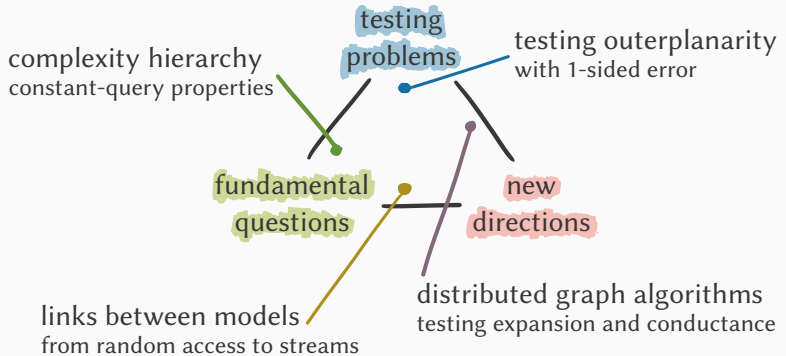 testing
problems
complexity hierarchy
constant-query properties
testing outerplanarity
with 1-sided error
fundamental
questions
new
directions
links between models
from random access to streams
distributed graph algorithms
testing expansion and conductance